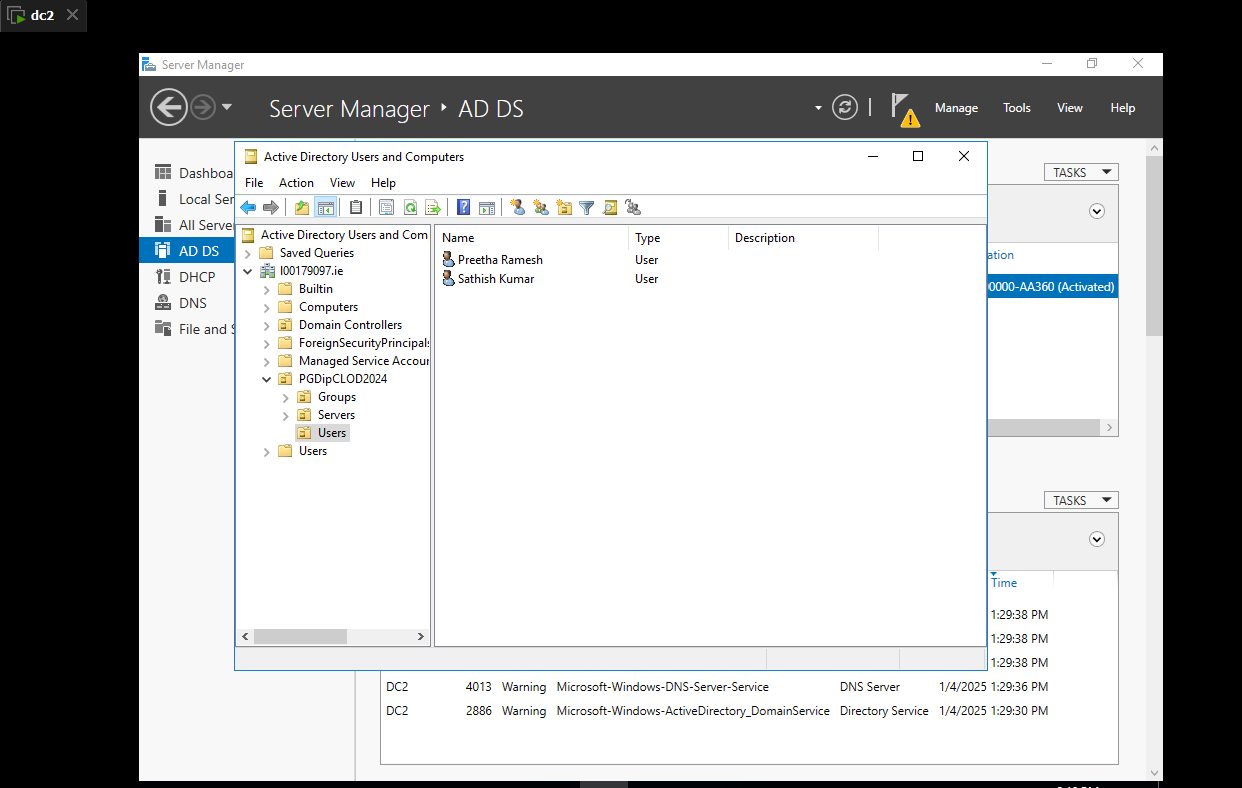 dc2
Server Manager
Server Manager AD DS
Manage Tools View Help
Active Directory Users and Computers
File Action View Help
Dashboa
Local Ser
All Server
AD DS
DHCP
DNS
File and S
Active Directory Users and Com
Saved Queries
Builtin
Computers
Domain Controllers
ForeignSecurityPrincipals
Managed Service Accour
PGDipCLOD2024
Groups
Servers
Users
Users
Name Type Description
Preetha Ramesh User
Sathish Kumar User
TASKS
ation
0000-AA360 (Activated)
TASKS
Time
1:29:38 PM
1:29:38 PM
1:29:38 PM
DC2 4013 Warning Microsoft-Windows-DNS-Server-Service DNS Server 1/4/2025 1:29:36 PM
DC2 2886 Warning Microsoft-Windows-ActiveDirectory_DomainService Directory Service 1/4/2025 1:29:30 PM